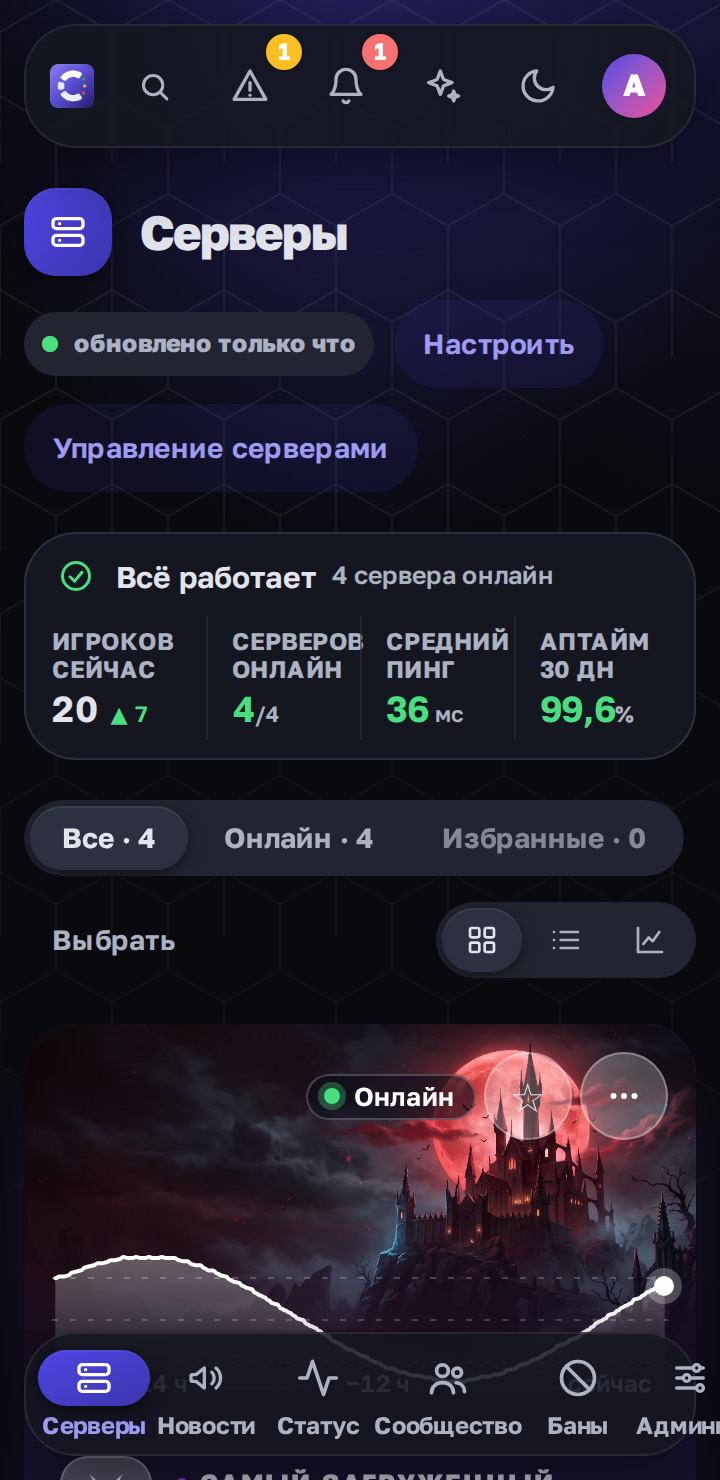 1
1
A
Серверы
обновлено только что
Настроить
Управление серверами
Всё работает 4 сервера онлайн
ИГРОКОВ СЕЙЧАС
20 ▲ 7
СЕРВЕРОВ ОНЛАЙН
4/4
СРЕДНИЙ ПИНГ
36 мс
АПТАЙМ 30 ДН
99,6%
Все · 4
Онлайн · 4
Избранные · 0
Выбрать
Онлайн
−12 ч
Серверы
Новости
Статус
Сообщество
Баны
САМЫЙ ЗАГРУЖЕННЫЙ